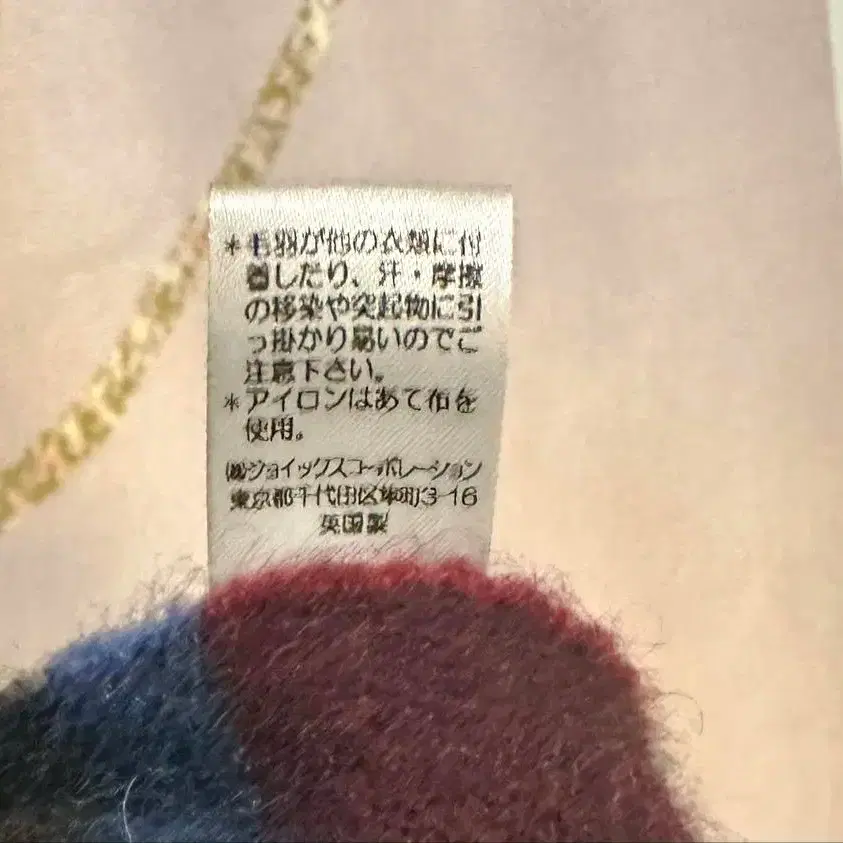 *毛羽が他の衣類に付
着したり、汗・摩擦
の移染や突起物に引
っ掛かり易いのでご
注意下さい。
*アイロンはあて布を
使用。
㈱ジョイックスコーポレーション
東京都千代田区 町3-16
英国製